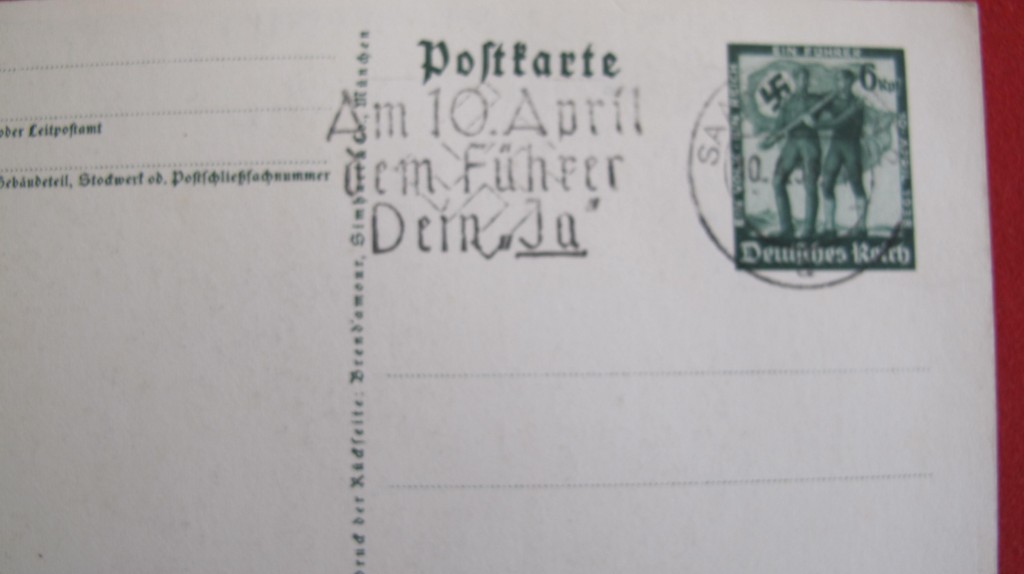 Postkarte
Am 10. April
dem Führer
Dein „Ja“
oder Leitpostamt
Gebäudeteil, Stockwerk od. Postschließfachnummer
EIN FÜHRER
6
Deutsches Reich
Druck der Rückseite: Brend'amour, Simhart & Co., München